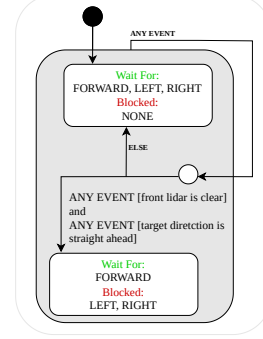 ANY EVENT
Wait For:
FORWARD, LEFT, RIGHT
Blocked:
NONE
ELSE
ANY EVENT [front lidar is clear]
and
ANY EVENT [target diretction is
straight ahead]
Wait For:
FORWARD
Blocked:
LEFT, RIGHT